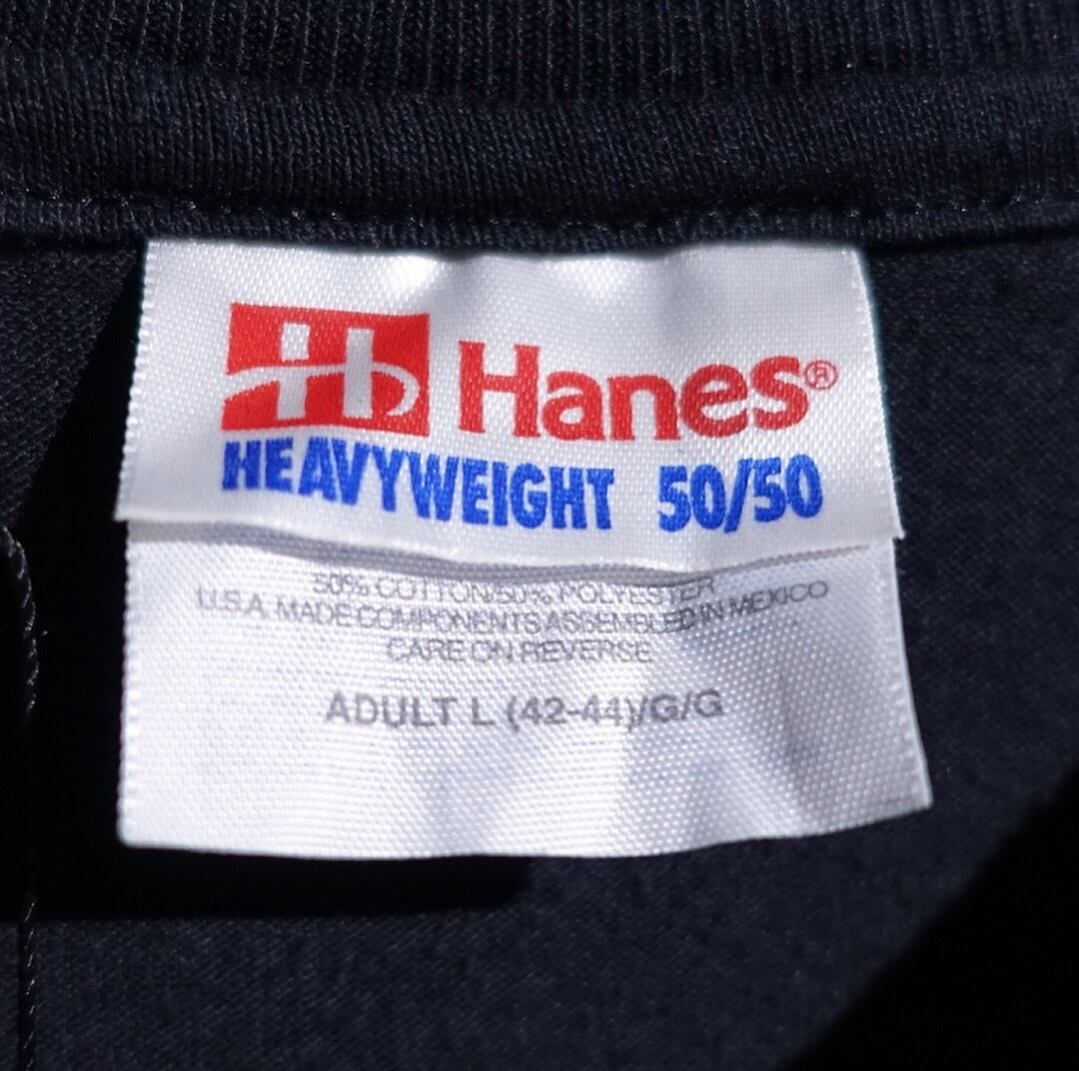 Hanes®
HEAVYWEIGHT 50/50
50% COTTON/50% POLYESTER
U.S.A. MADE COMPONENTS ASSEMBLED IN MEXICO
CARE ON REVERSE
ADULT L (42-44)/G/G